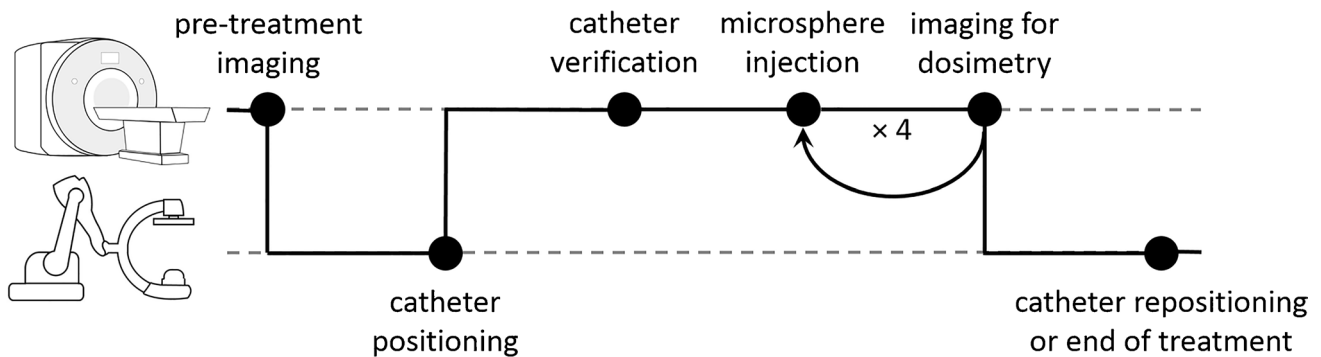 pre-treatment
imaging
catheter
verification
microsphere
injection
imaging for
dosimetry
× 4
catheter
positioning
catheter repositioning
or end of treatment